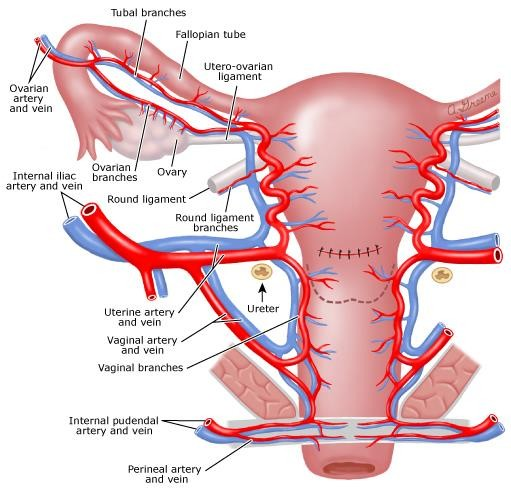 Tubal branches
Fallopian tube
Utero-ovarian
ligament
Ovarian
artery
and vein
Ovarian
branches
Ovary
Internal iliac
artery and vein
Round ligament
Round ligament
branches
Uterine artery
and vein
Ureter
Vaginal artery
and vein
Vaginal branches
Internal pudendal
artery and vein
Perineal artery
and vein